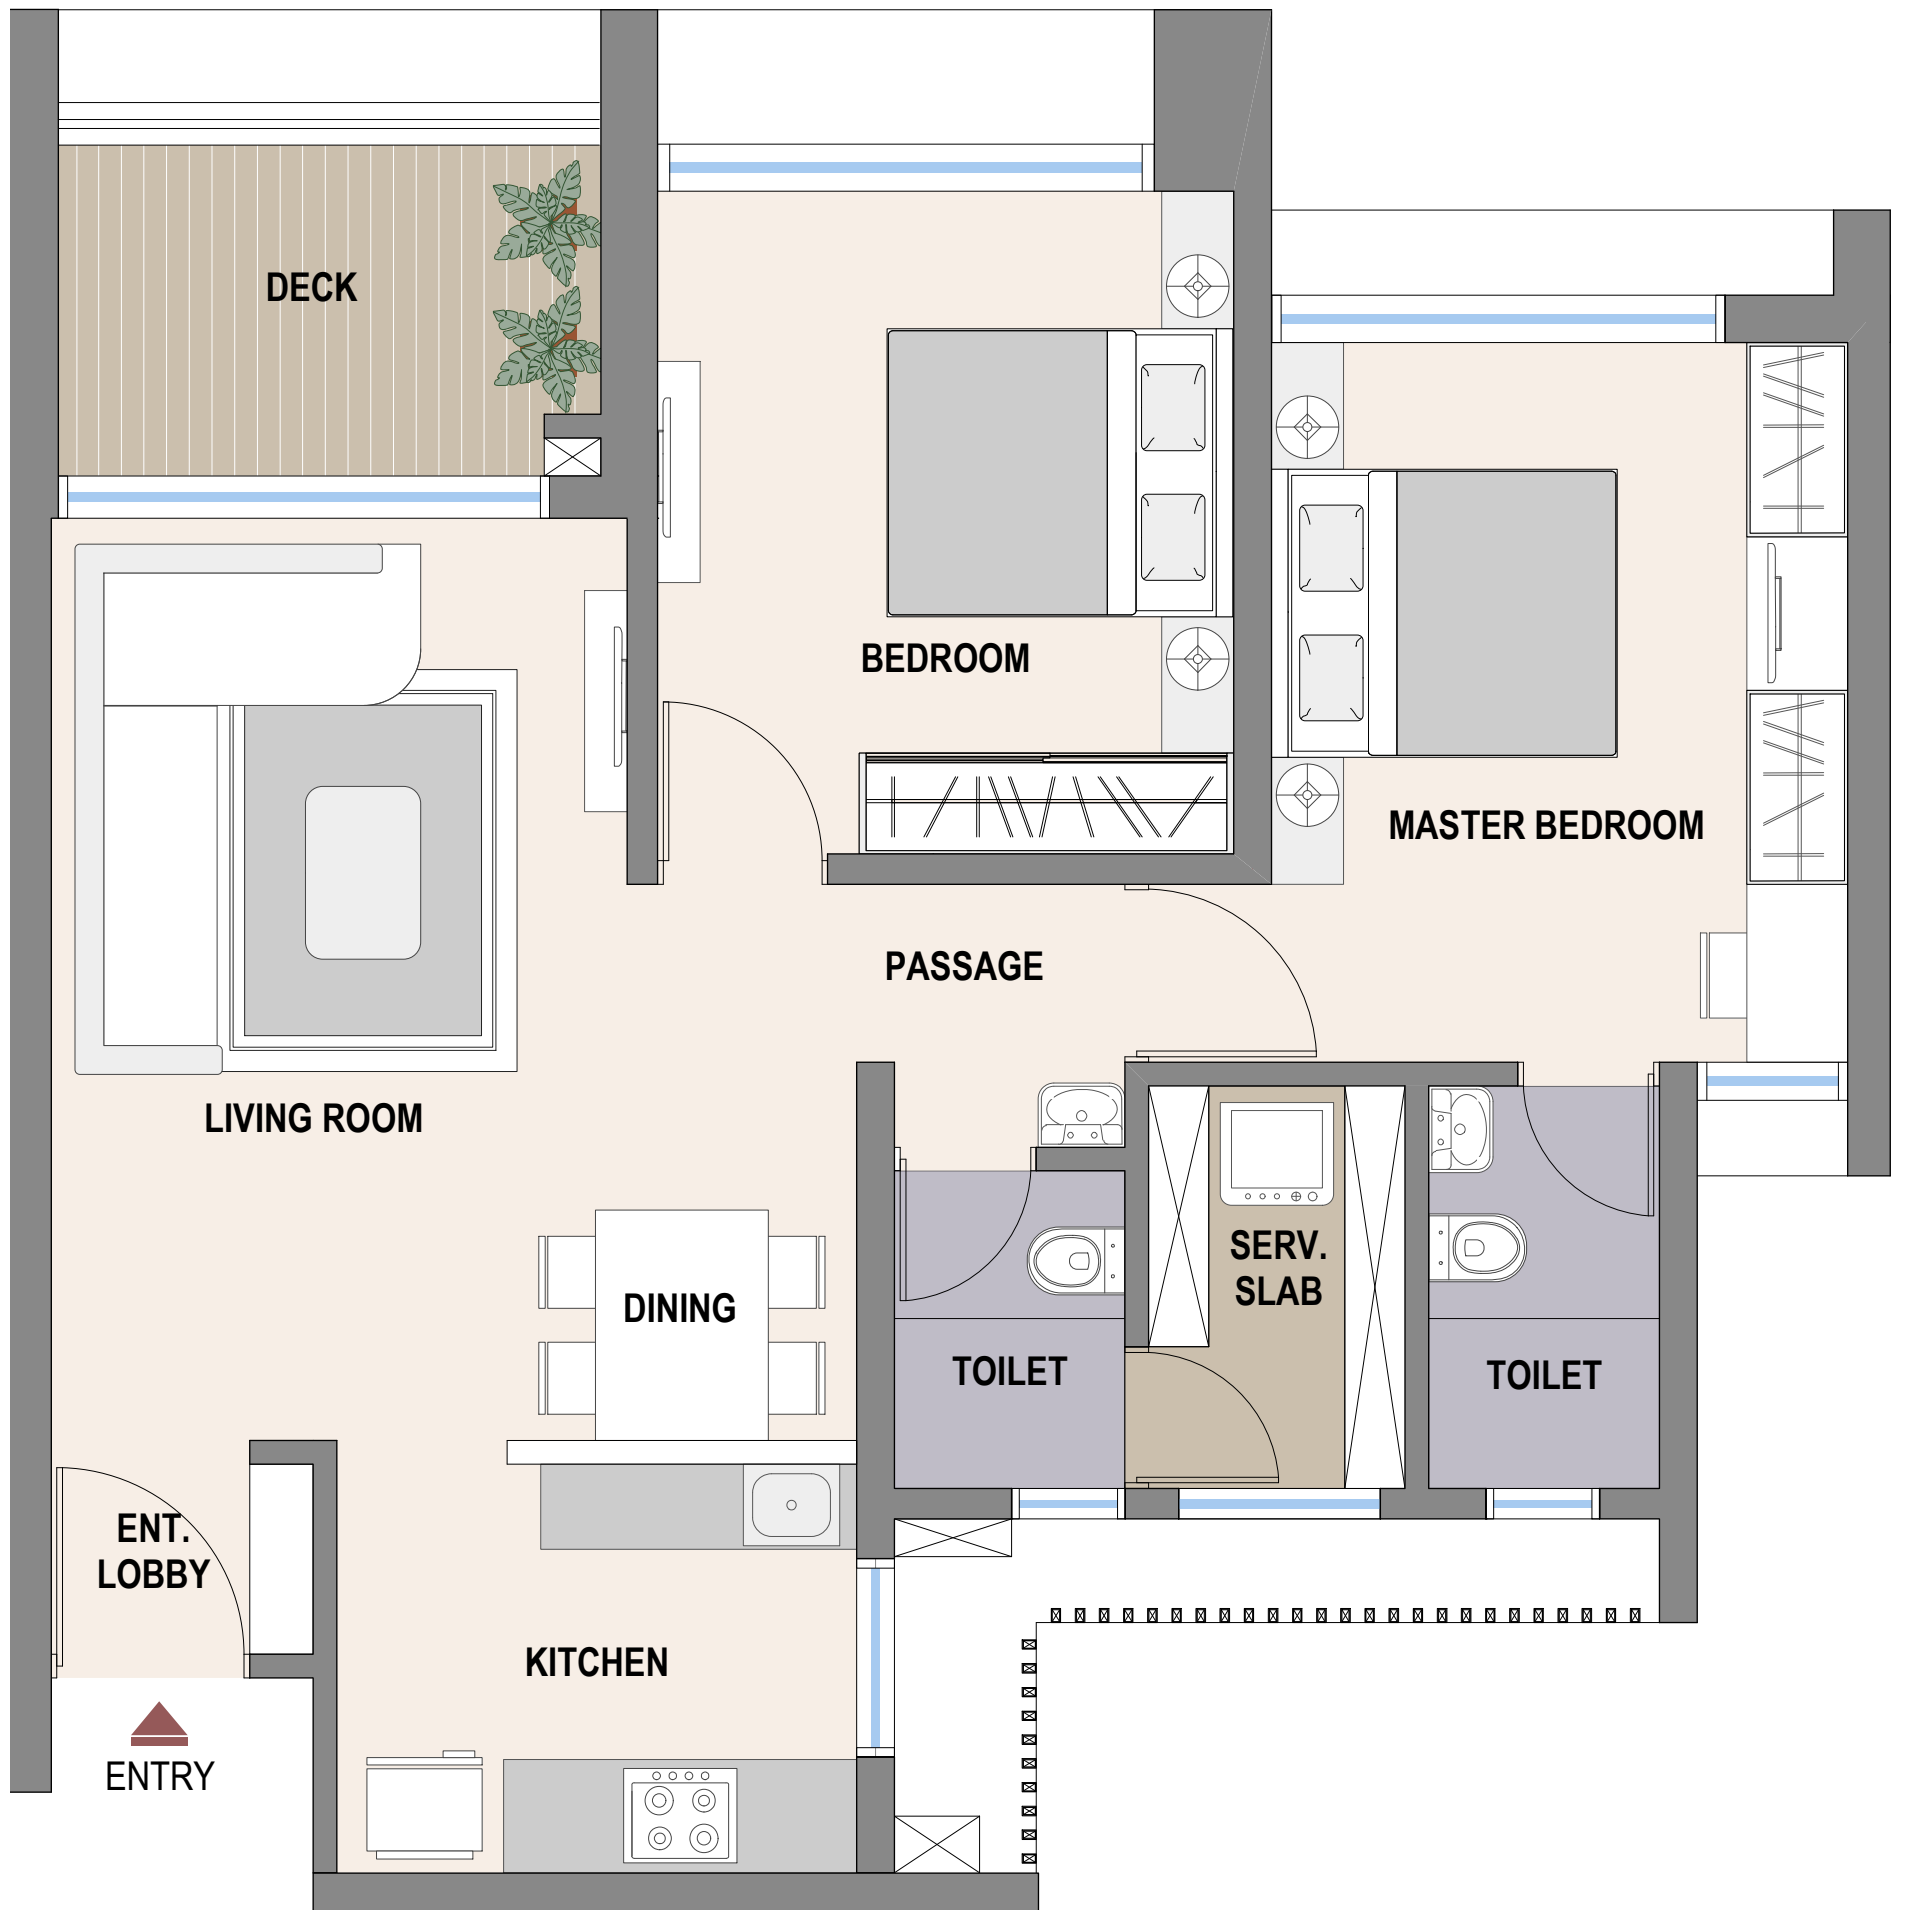 DECK
BEDROOM
MASTER BEDROOM
PASSAGE
LIVING ROOM
SERV.
SLAB
DINING
TOILET
TOILET
ENT.
LOBBY
KITCHEN
ENTRY